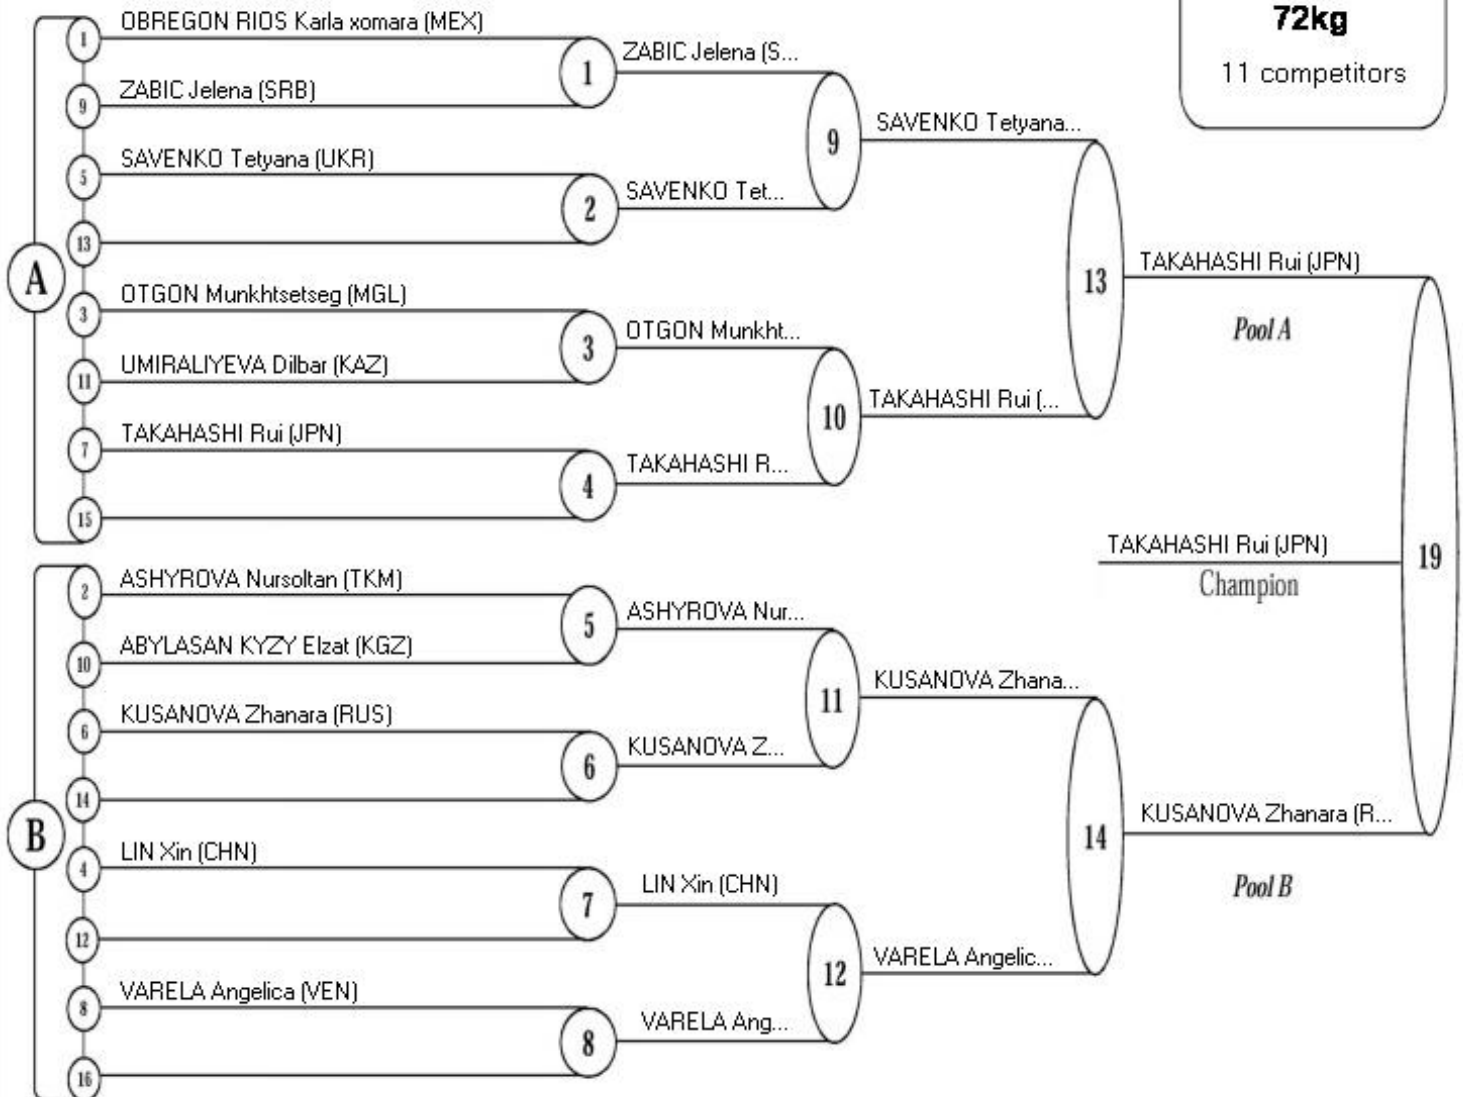 72kg
11 competitors
A
1
OBREGON RIOS Karla xomara (MEX)
9
ZABIC Jelena (SRB)
5
SAVENKO Tetyana (UKR)
13
3
OTGON Munkhtsetseg (MGL)
11
UMIRALIYEVA Dilbar (KAZ)
7
TAKAHASHI Rui (JPN)
15
1
ZABIC Jelena (S...
2
SAVENKO Tet...
3
OTGON Munkht...
4
TAKAHASHI R...
9
SAVENKO Tetyana...
10
TAKAHASHI Rui (...
13
TAKAHASHI Rui (JPN)
Pool A
B
2
ASHYROVA Nursoltan (TKM)
10
ABYLASAN KYZY Elzat (KGZ)
6
KUSANOVA Zhanara (RUS)
14
4
LIN Xin (CHN)
12
8
VARELA Angelica (VEN)
16
5
ASHYROVA Nur...
6
KUSANOVA Z...
7
LIN Xin (CHN)
8
VARELA Ang...
11
KUSANOVA Zhana...
12
VARELA Angelic...
14
KUSANOVA Zhanara (R...
Pool B
19
TAKAHASHI Rui (JPN)
Champion